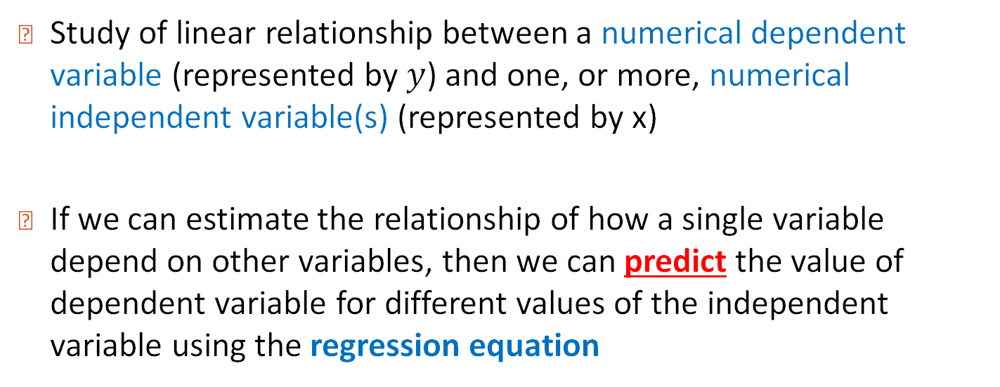 Study of linear relationship between a numerical dependent
variable (represented by y) and one, or more, numerical
independent variable(s) (represented by x)
If we can estimate the relationship of how a single variable
depend on other variables, then we can predict the value of
dependent variable for different values of the independent
variable using the regression equation